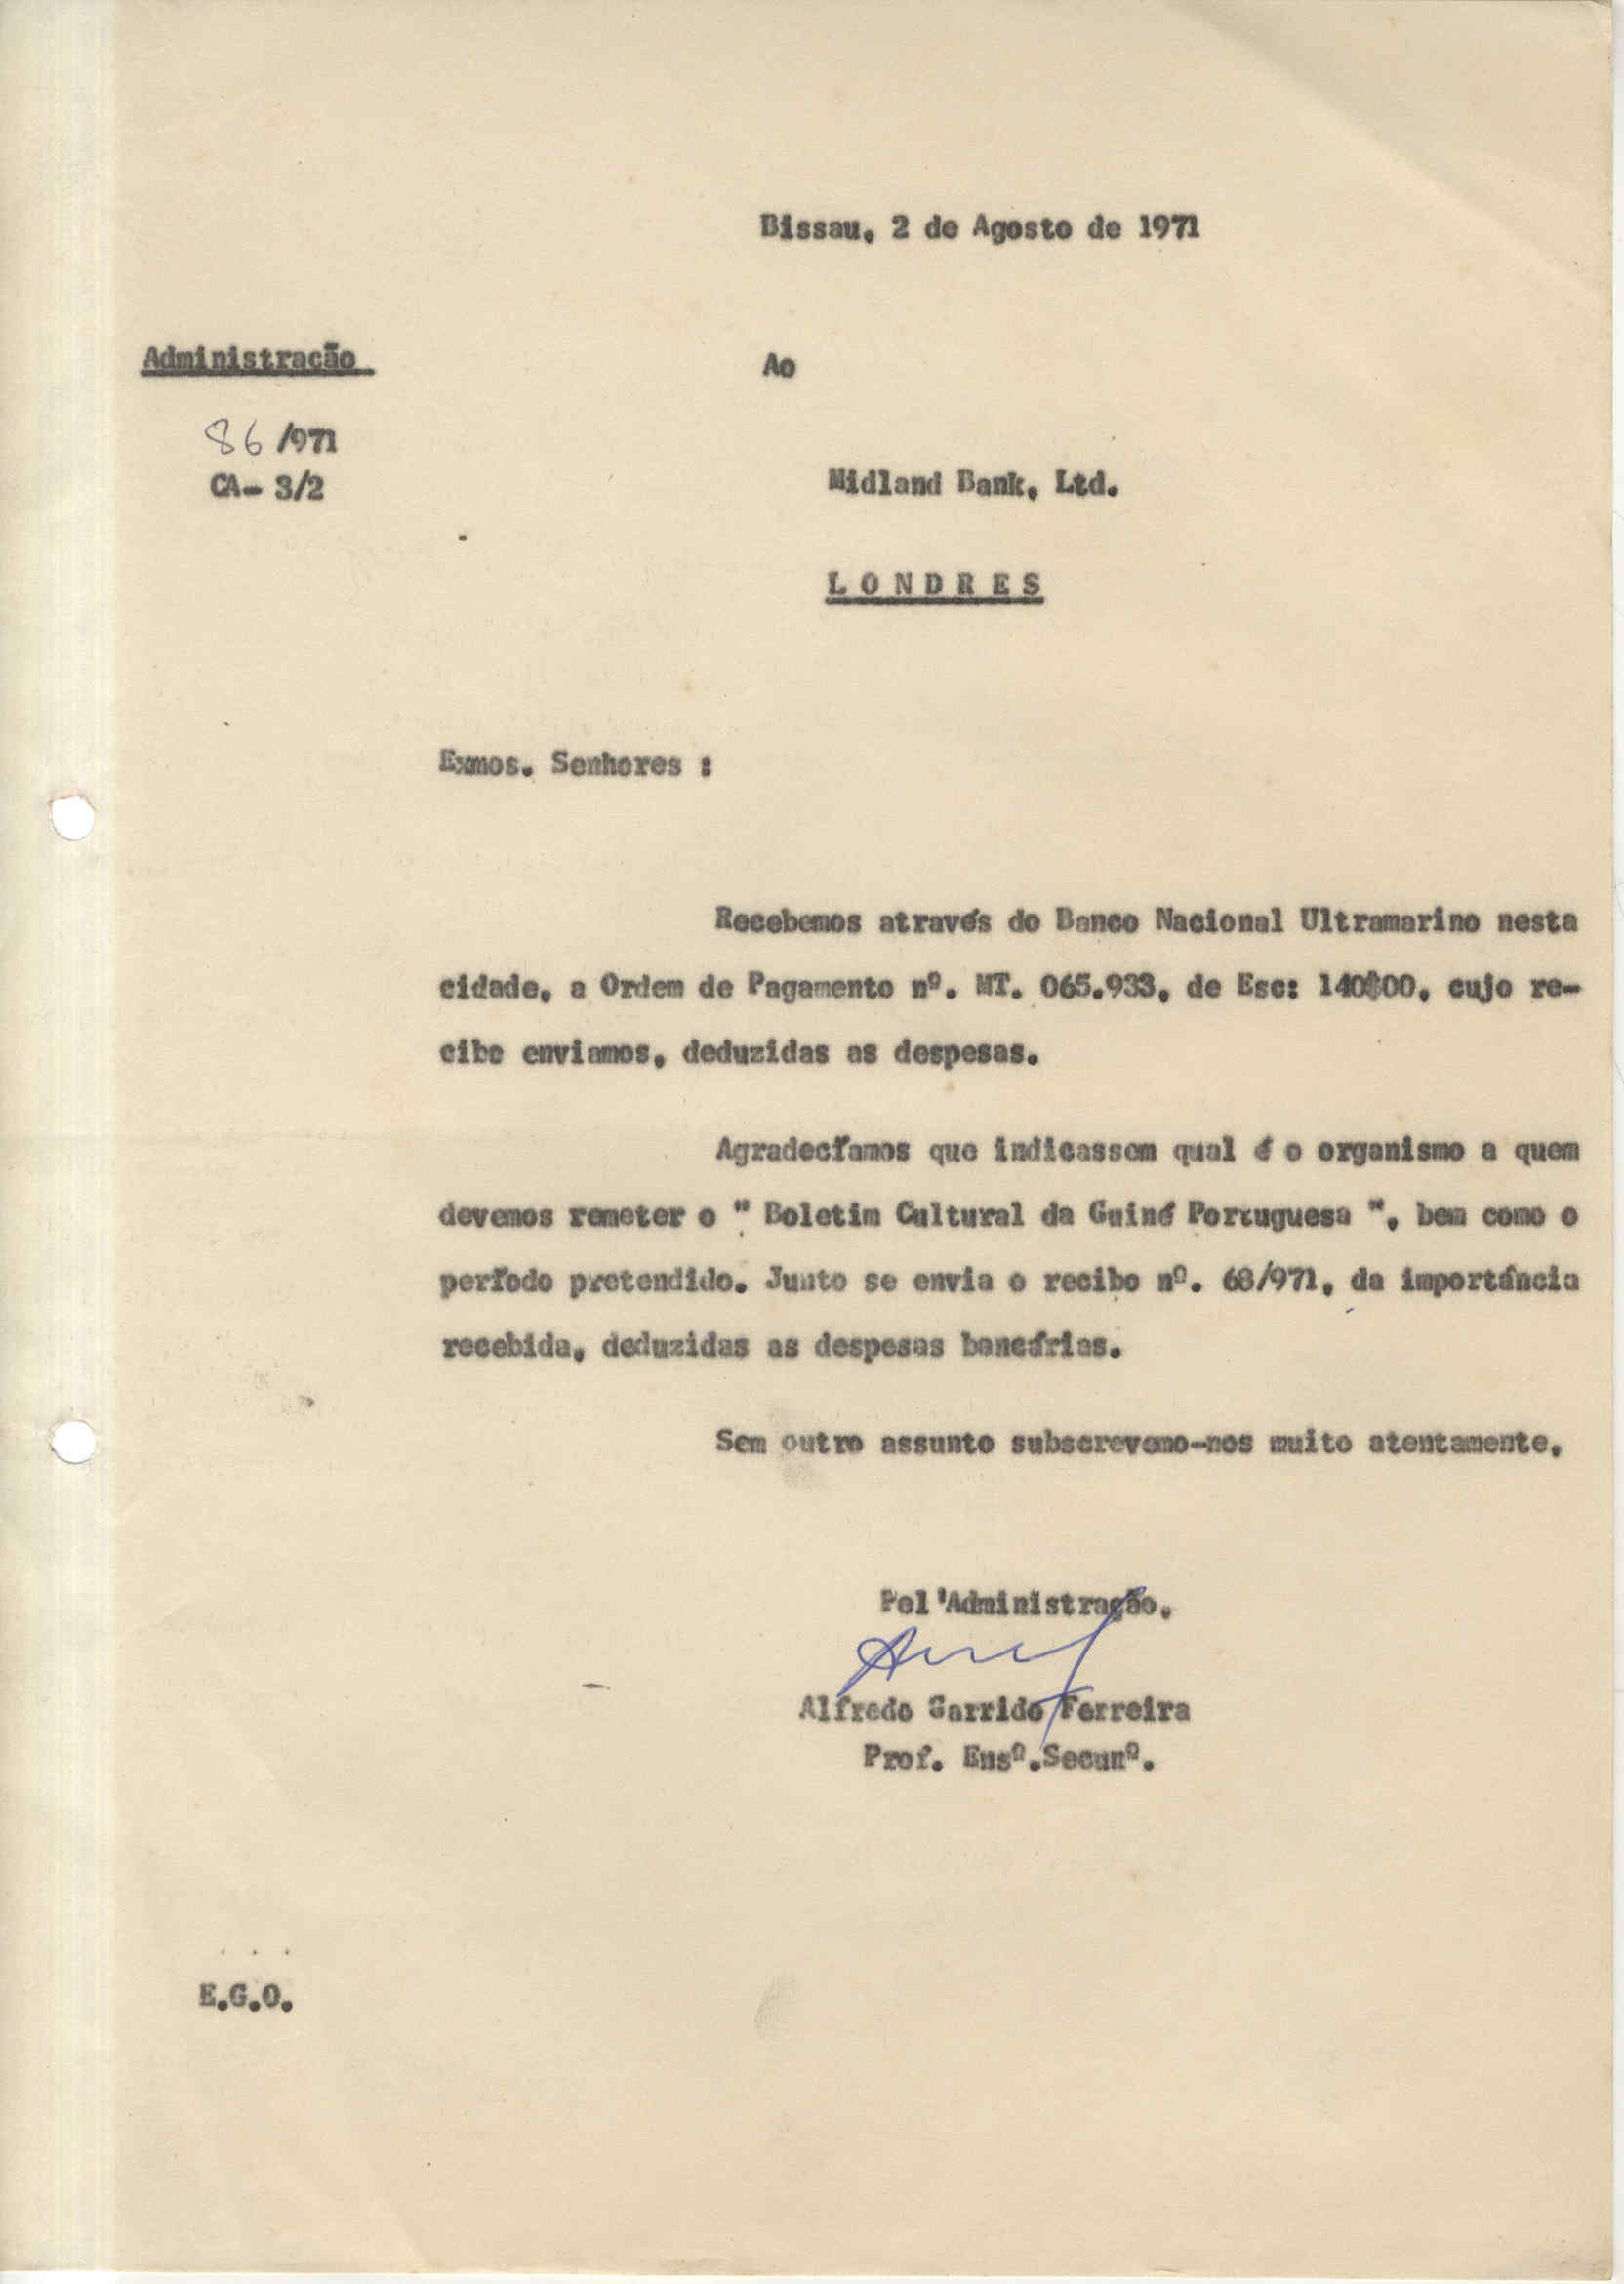 Bissau, 2 de Agosto de 1971
Administração
Ao
86/971
CA- 3/2
Midland Bank, Ltd.
L O N D R E S
Exmos. Senhores :
Recebemos através do Banco Nacional Ultramarino nesta
cidade, a Ordem de Pagamento nº. MT. 065.933, de Esc: 140$00, cujo re-
cibo enviamos, deduzidas as despesas.
Agradecíamos que indicassem qual é o organismo a quem
devemos remeter o " Boletim Cultural da Guiné Portuguesa ", bem como o
período pretendido. Junto se envia o recibo nº. 68/971, da importância
recebida, deduzidas as despesas bancárias.
Sem outro assunto subscrevemo-nos muito atentamente,
Pel'Administração,
Alfredo Garrido Ferreira
Prof. Ensº.Secunº.
E.G.O.